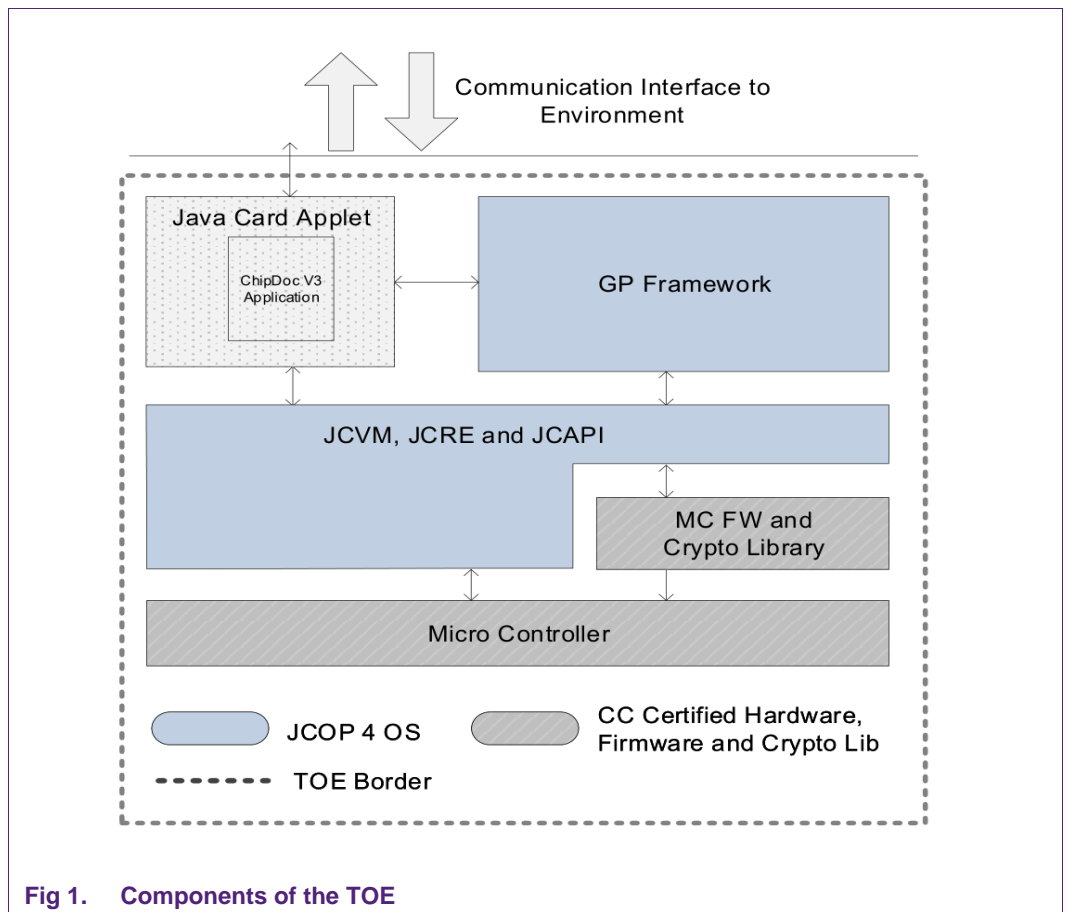 Communication Interface to
Environment
Java Card Applet
ChipDoc V3
Application
GP Framework
JCVM, JCRE and JCAPI
MC FW and
Crypto Library
Micro Controller
JCOP 4 OS
CC Certified Hardware,
Firmware and Crypto Lib
TOE Border
Fig 1. Components of the TOE